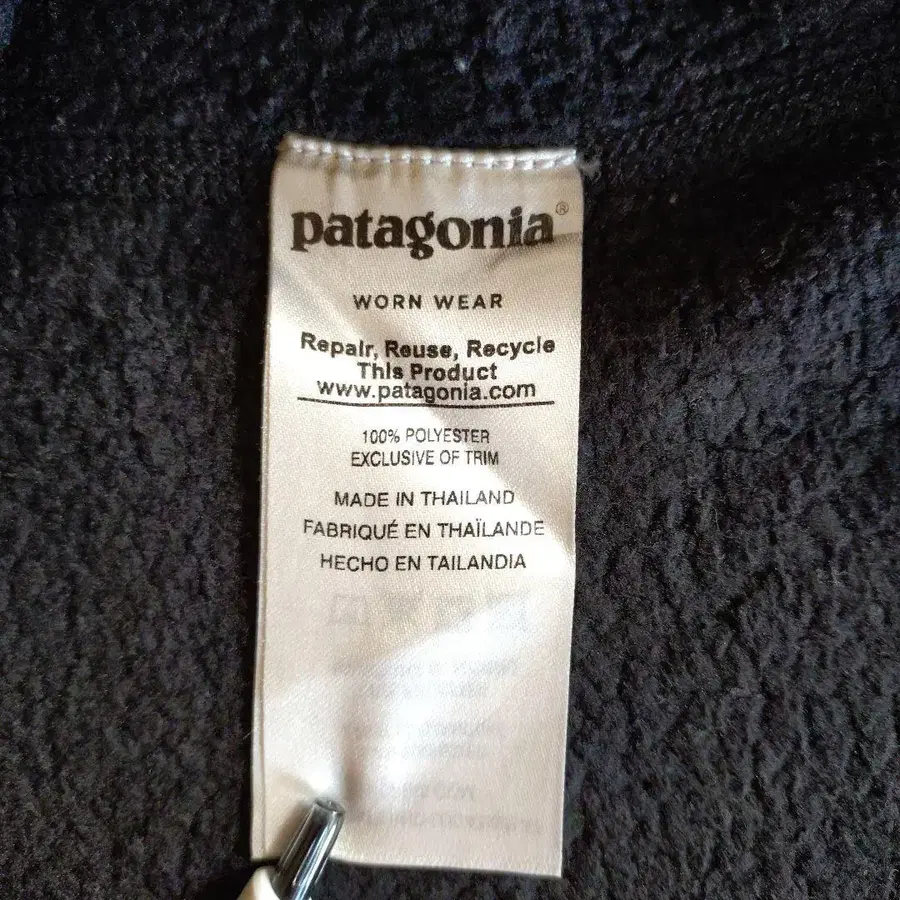 patagonia®
WORN WEAR
Repair, Reuse, Recycle
This Product
www.patagonia.com
100% POLYESTER
EXCLUSIVE OF TRIM
MADE IN THAILAND
FABRIQUÉ EN THAÏLANDE
HECHO EN TAILANDIA